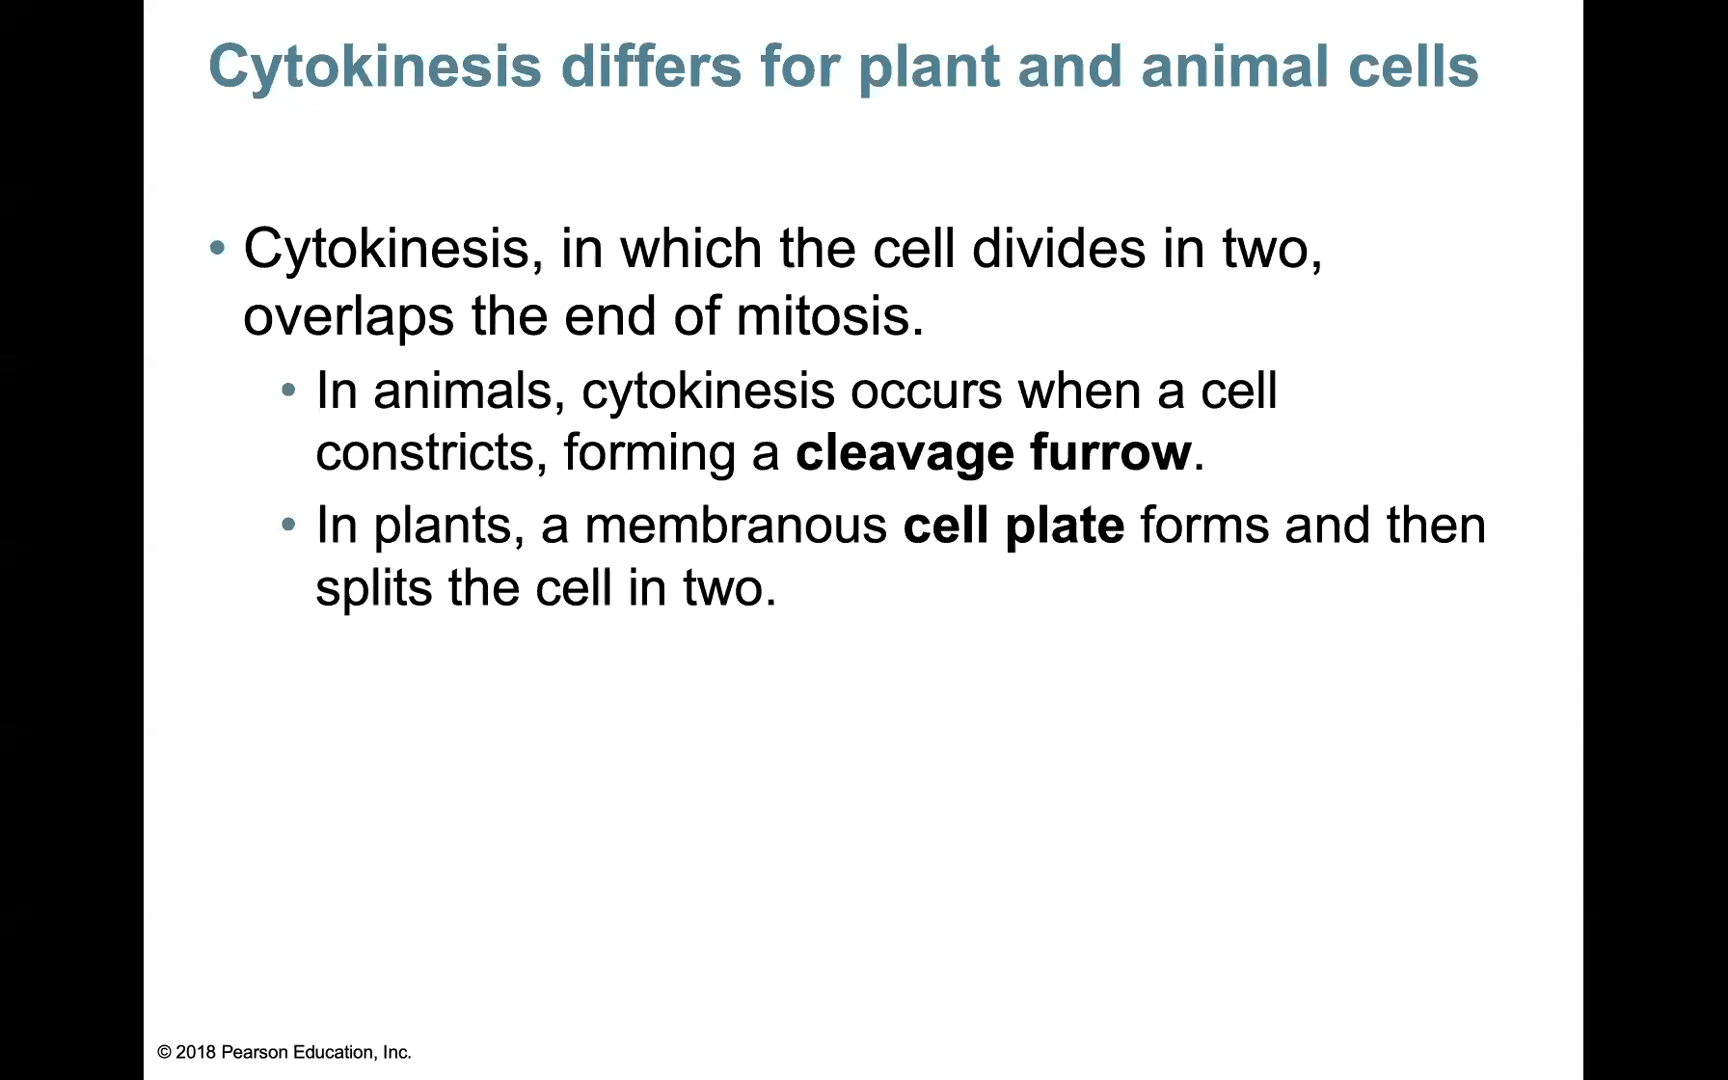 Cytokinesis differs for plant and animal cells
• Cytokinesis, in which the cell divides in two,
overlaps the end of mitosis.
• In animals, cytokinesis occurs when a cell
constricts, forming a cleavage furrow.
• In plants, a membranous cell plate forms and then
splits the cell in two.
© 2018 Pearson Education, Inc.